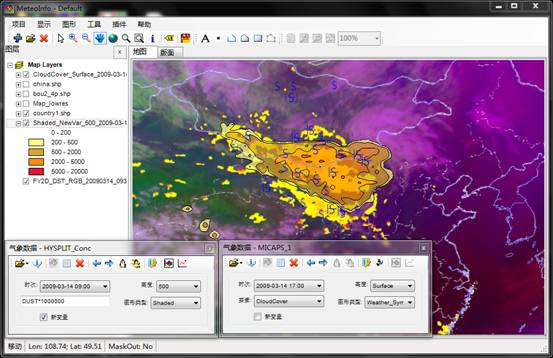 MeteoInfo - Default
项目 显示 图形 工具 插件 帮助
100%
图层
地图 版面
Map Layers
CloudCover_Surface_2009-03-14
china.shp
bou2_4p.shp
Map_lowres
country1.shp
Shaded_NewVar_500_2009-03-1
0 - 200
200 - 500
500 - 2000
2000 - 5000
5000 - 20000
FY2D_DST_RGB_20090314_093
气象数据 - HYSPLIT_Conc
时次: 2009-03-14 09:00 高度: 500
DUST*1000000 图形类型: Shaded
新变量
气象数据 - MICAPS_1
时次: 2009-03-14 17:00 高度: Surface
要素: CloudCover 图形类型: Weather_Sym
新变量
移动 Lon: 108.74; Lat: 49.51 MaskOut: No